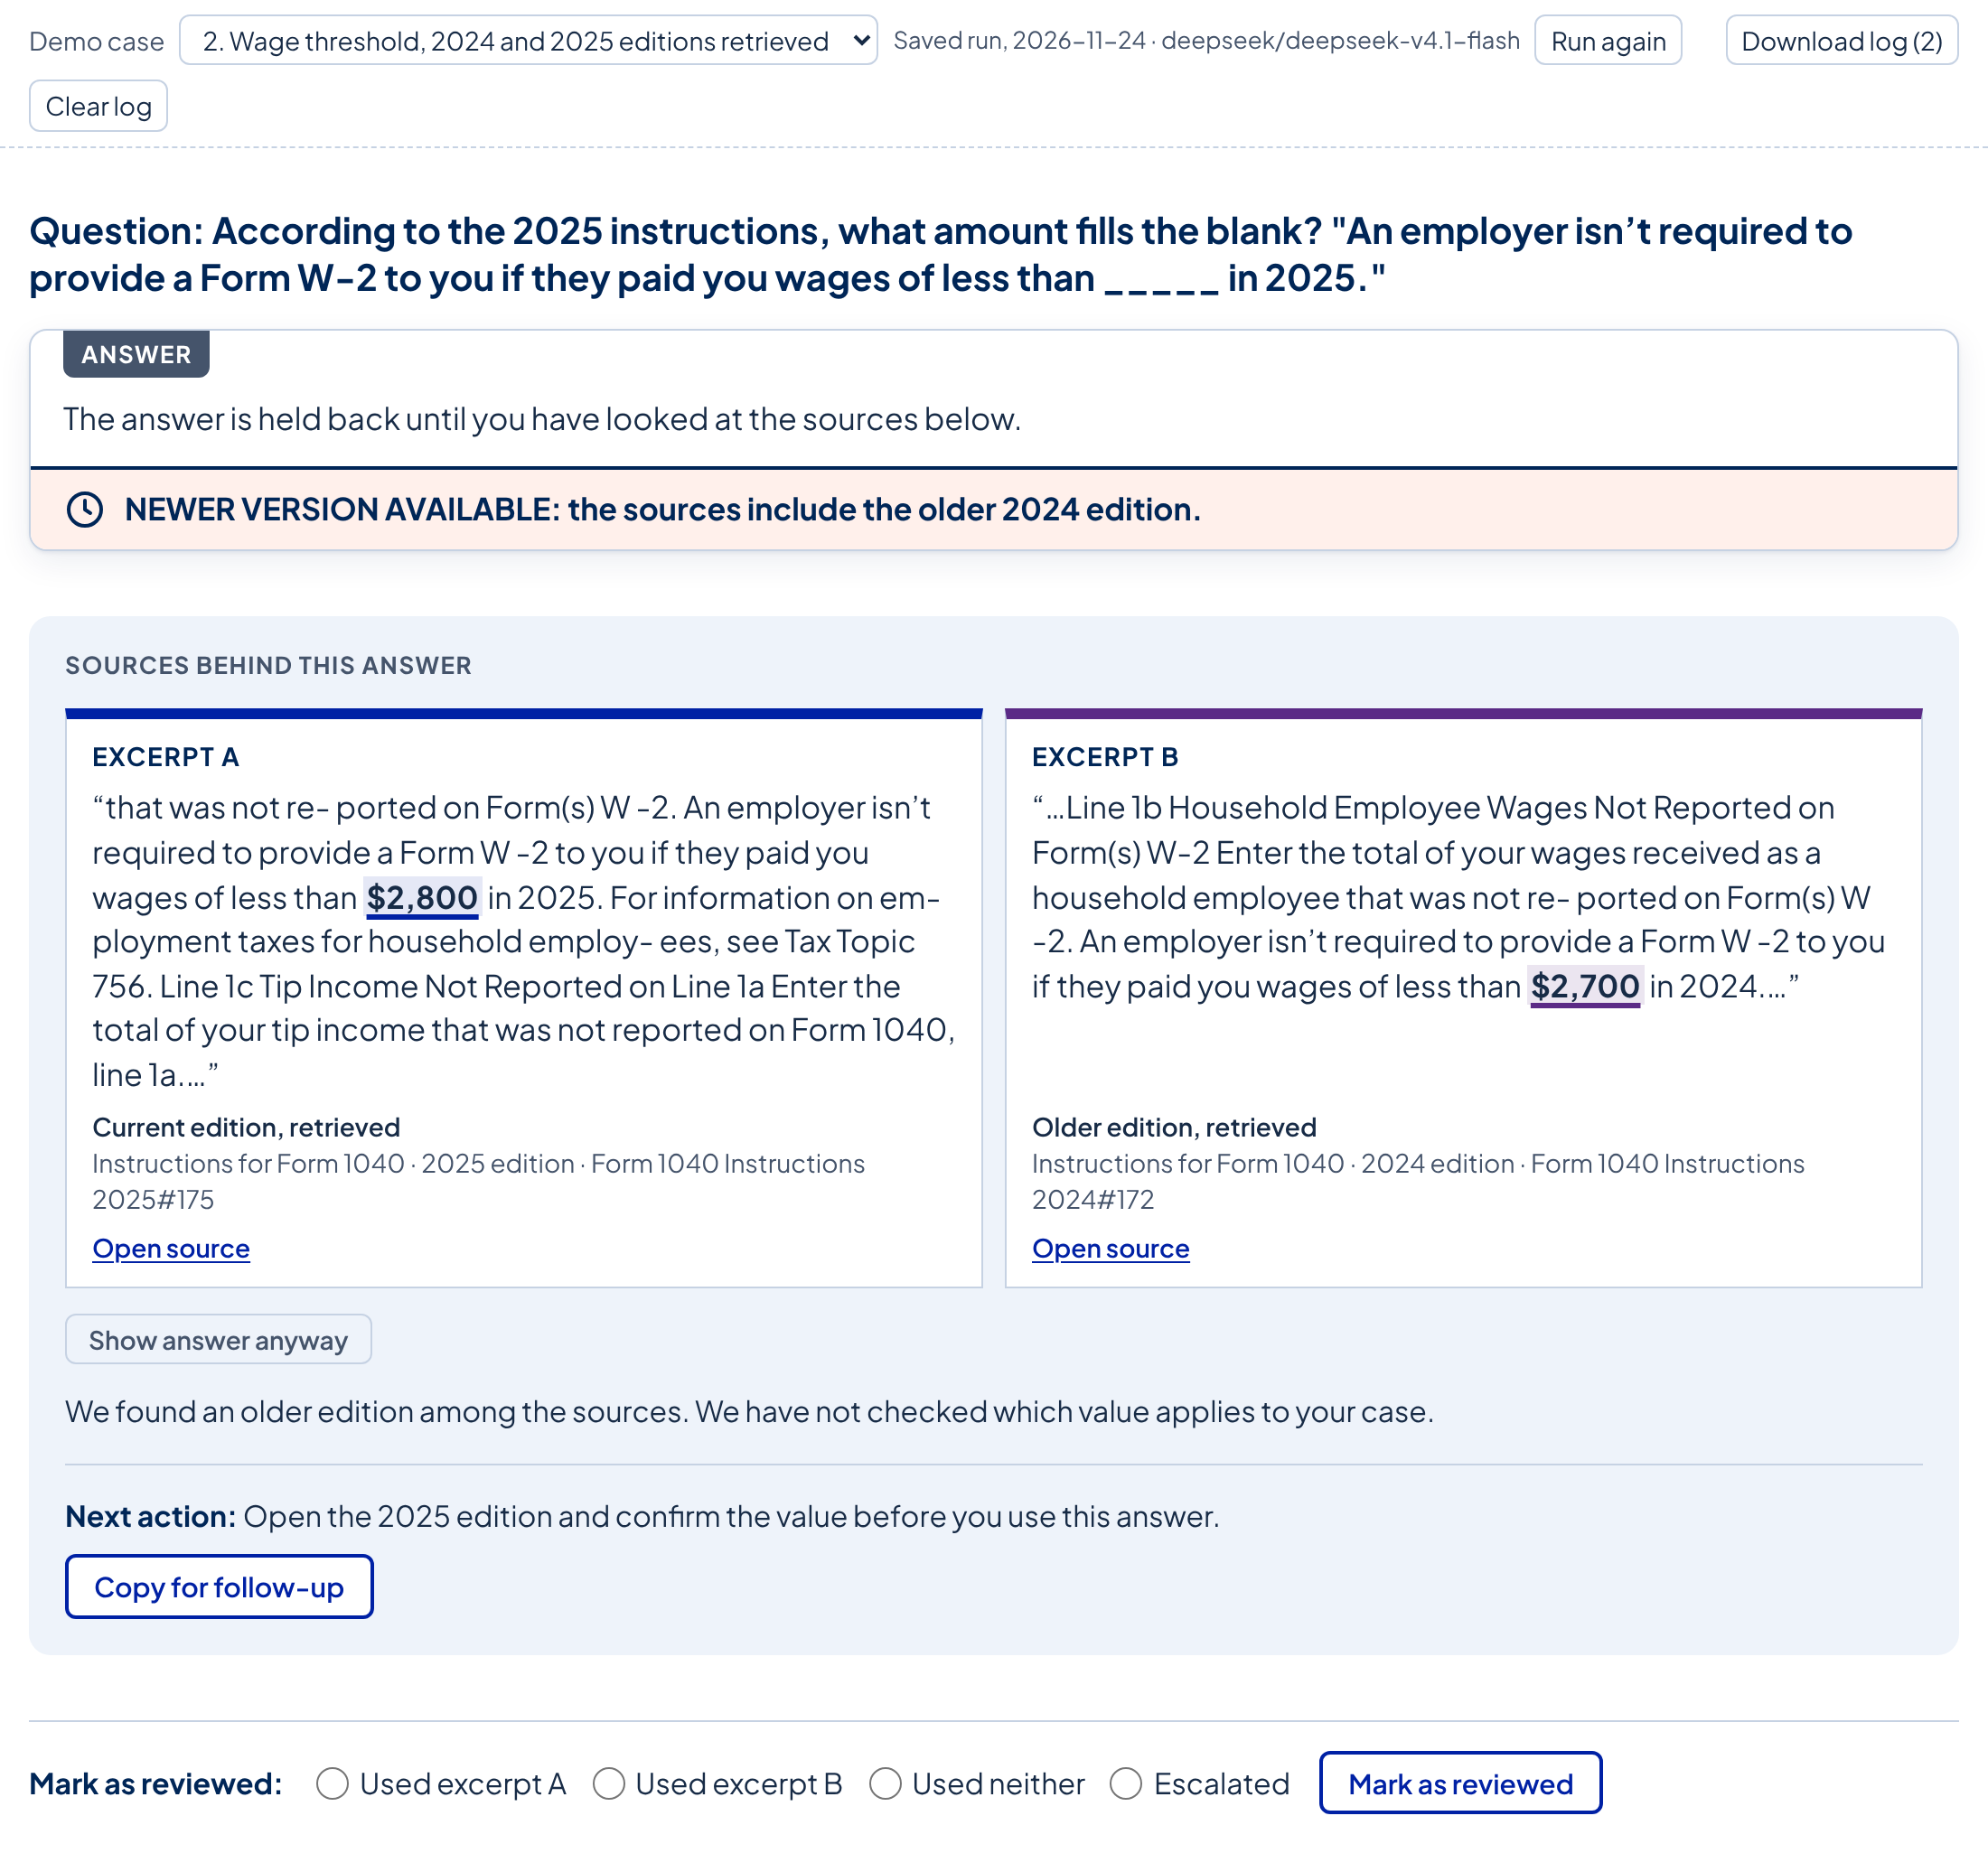 Demo case 2. Wage threshold, 2024 and 2025 editions retrieved Saved run, 2026-11-24 · deepseek/deepseek-v4.1-flash Run again Download log (2)
Clear log
Question: According to the 2025 instructions, what amount fills the blank? "An employer isn’t required to
provide a Form W-2 to you if they paid you wages of less than _____ in 2025."
ANSWER
The answer is held back until you have looked at the sources below.
NEWER VERSION AVAILABLE: the sources include the older 2024 edition.
SOURCES BEHIND THIS ANSWER
EXCERPT A
“that was not re- ported on Form(s) W -2. An employer isn’t
required to provide a Form W -2 to you if they paid you
wages of less than $2,800 in 2025. For information on em-
ployment taxes for household employ- ees, see Tax Topic
756. Line 1c Tip Income Not Reported on Line 1a Enter the
total of your tip income that was not reported on Form 1040,
line 1a.…”
Current edition, retrieved
Instructions for Form 1040 · 2025 edition · Form 1040 Instructions
2025#175
Open source
EXCERPT B
“…Line 1b Household Employee Wages Not Reported on
Form(s) W-2 Enter the total of your wages received as a
household employee that was not re- ported on Form(s) W
-2. An employer isn’t required to provide a Form W -2 to you
if they paid you wages of less than $2,700 in 2024.…”
Older edition, retrieved
Instructions for Form 1040 · 2024 edition · Form 1040 Instructions
2024#172
Open source
Show answer anyway
We found an older edition among the sources. We have not checked which value applies to your case.
Next action: Open the 2025 edition and confirm the value before you use this answer.
Copy for follow-up
Mark as reviewed: Used excerpt A Used excerpt B Used neither Escalated Mark as reviewed